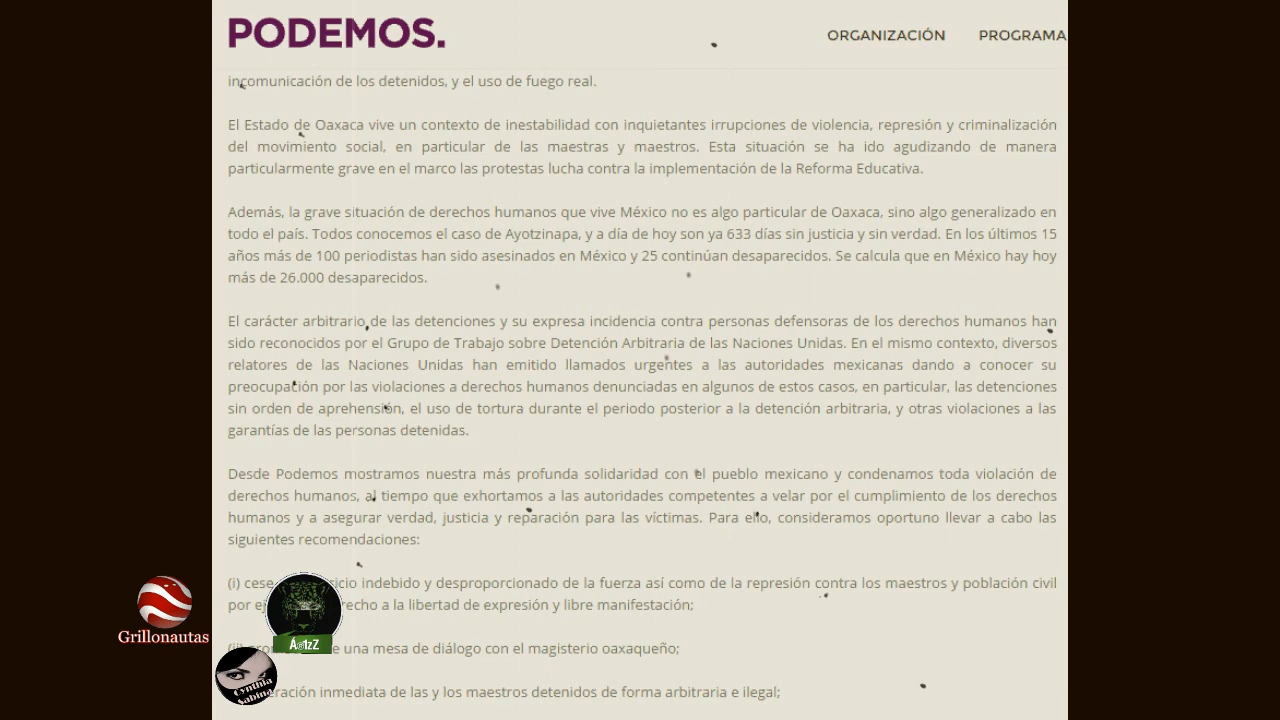 PODEMOS.
ORGANIZACIÓN PROGRAMA
incomunicación de los detenidos, y el uso de fuego real.
El Estado de Oaxaca vive un contexto de inestabilidad con inquietantes irrupciones de violencia, represión y criminalización
del movimiento social, en particular de las maestras y maestros. Esta situación se ha ido agudizando de manera
particularmente grave en el marco las protestas lucha contra la implementación de la Reforma Educativa.
Además, la grave situación de derechos humanos que vive México no es algo particular de Oaxaca, sino algo generalizado en
todo el país. Todos conocemos el caso de Ayotzinapa, y a día de hoy son ya 633 días sin justicia y sin verdad. En los últimos 15
años más de 100 periodistas han sido asesinados en México y 25 continúan desaparecidos. Se calcula que en México hay hoy
más de 26.000 desaparecidos.
El carácter arbitrario de las detenciones y su expresa incidencia contra personas defensoras de los derechos humanos han
sido reconocidos por el Grupo de Trabajo sobre Detención Arbitraria de las Naciones Unidas. En el mismo contexto, diversos
relatores de las Naciones Unidas han emitido llamados urgentes a las autoridades mexicanas dando a conocer su
preocupación por las violaciones a derechos humanos denunciadas en algunos de estos casos, en particular, las detenciones
sin orden de aprehensión, el uso de tortura durante el periodo posterior a la detención arbitraria, y otras violaciones a las
garantías de las personas detenidas.
Desde Podemos mostramos nuestra más profunda solidaridad con el pueblo mexicano y condenamos toda violación de
derechos humanos, al tiempo que exhortamos a las autoridades competentes a velar por el cumplimiento de los derechos
humanos y a asegurar verdad, justicia y reparación para las víctimas. Para ello, consideramos oportuno llevar a cabo las
siguientes recomendaciones:
(i) cese indebido y desproporcionado de la fuerza así como de la represión contra los maestros y población civil
por a la libertad de expresión y libre manifestación;
una mesa de diálogo con el magisterio oaxaqueño;
inmediata de las y los maestros detenidos de forma arbitraria e ilegal;
Grillonautas
Á@1zZ
Cynthia
Sabina